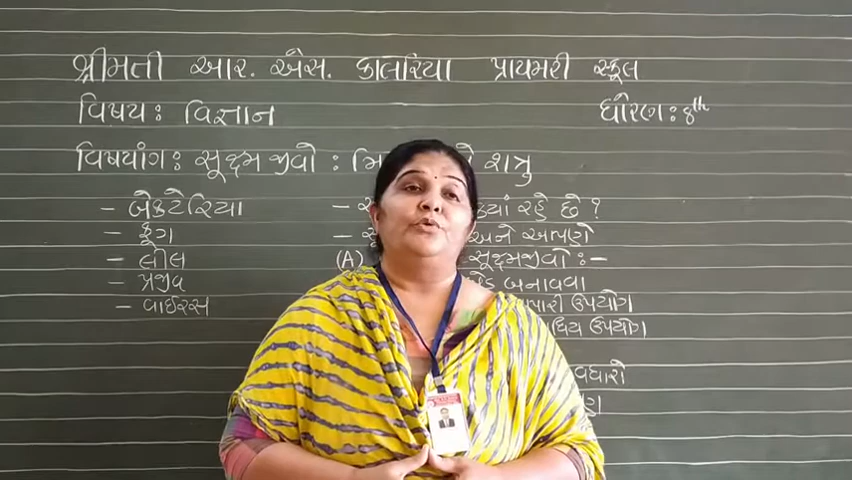 શ્રીમતી આર. એસ. કાલરિયા પ્રાયમરી સ્કૂલ
વિષય : વિજ્ઞાન ધોરણ : 8th
વિષયાંગ : સૂક્ષ્મ જીવો : શત્રુ
- બેક્ટેરિયા ક્યાં રહે છે ?
- ફૂગ અને આપણે
- લીલ (A) સૂક્ષ્મજીવો :-
- પ્રજીવ બનાવવા
- વાઈરસ ઉપયોગ
ઉપયોગ
વધારો